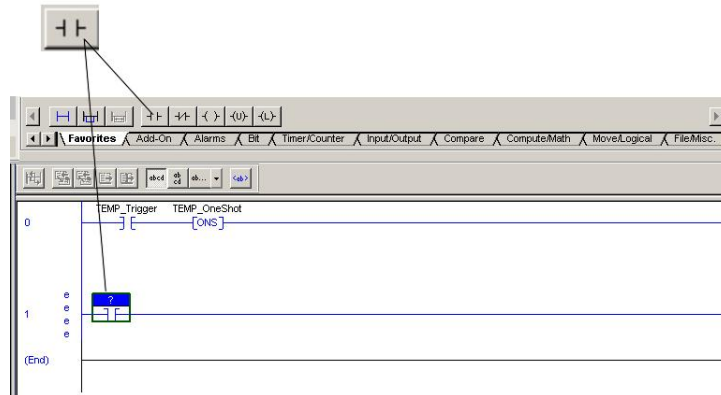 Favorites Add-On Alarms Bit Timer/Counter Input/Output Compare Compute/Math Move/Logical File/Misc.
abcd ab cd ab... <ab>
TEMP_Trigger TEMP_OneShot
0 ONS
?
e
e
1
e
e
(End)